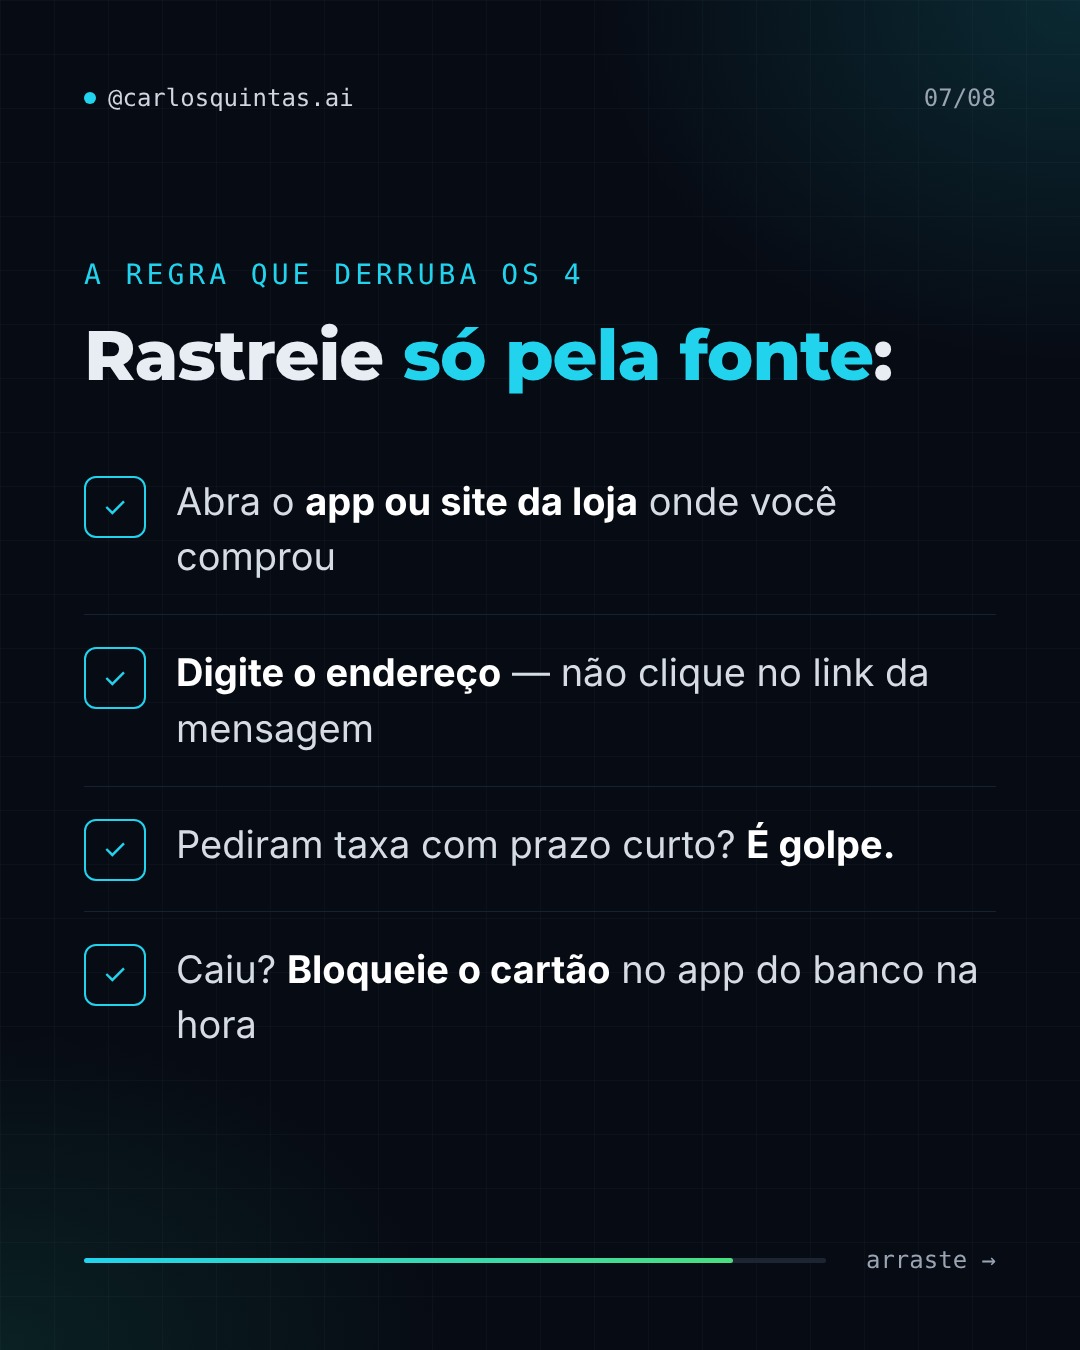 @carlosquintas.ai
07/08
A REGRA QUE DERRUBA OS 4
Rastreie só pela fonte:
Abra o app ou site da loja onde você
comprou
Digite o endereço — não clique no link da
mensagem
Pediram taxa com prazo curto? É golpe.
Caiu? Bloqueie o cartão no app do banco na
hora
arraste →